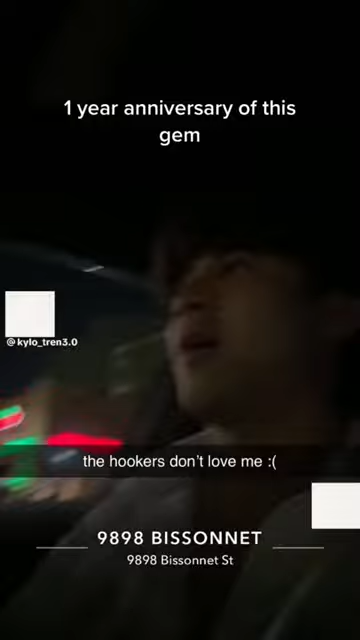 1 year anniversary of this
gem
@kylo_tren3.0
the hookers don't love me :(
9898 BISSONNET
9898 Bissonnet St